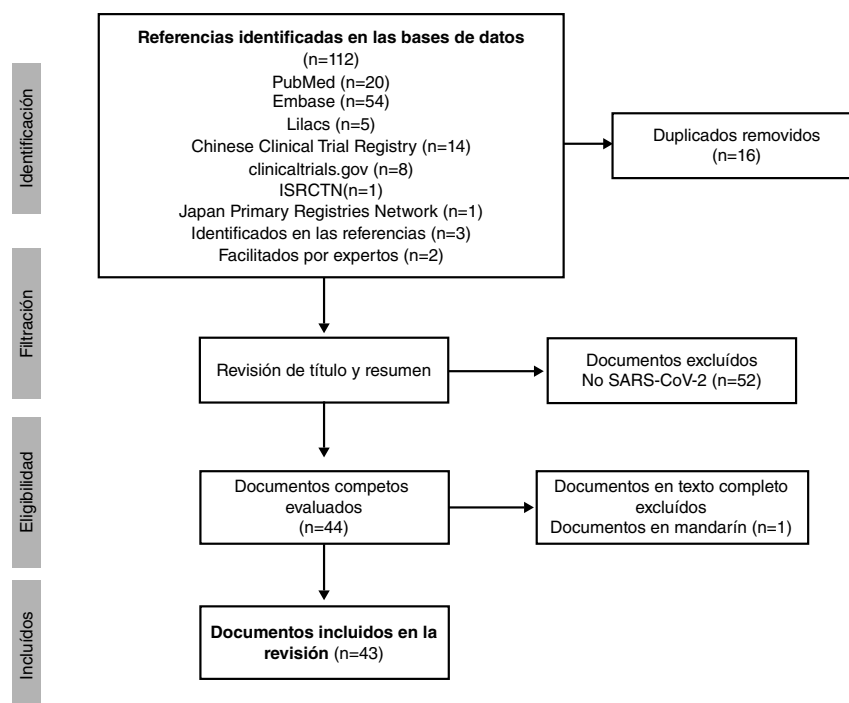 Identificación
Referencias identificadas en las bases de datos
(n=112)
PubMed (n=20)
Embase (n=54)
Lilacs (n=5)
Chinese Clinical Trial Registry (n=14)
clinicaltrials.gov (n=8)
ISRCTN(n=1)
Japan Primary Registries Network (n=1)
Identificados en las referencias (n=3)
Facilitados por expertos (n=2)
Duplicados removidos
(n=16)
Filtración
Revisión de título y resumen
Documentos excluídos
No SARS-CoV-2 (n=52)
Eligibilidad
Documentos competos
evaluados
(n=44)
Documentos en texto completo
excluídos
Documentos en mandarín (n=1)
Incluídos
Documentos incluidos en la
revisión (n=43)